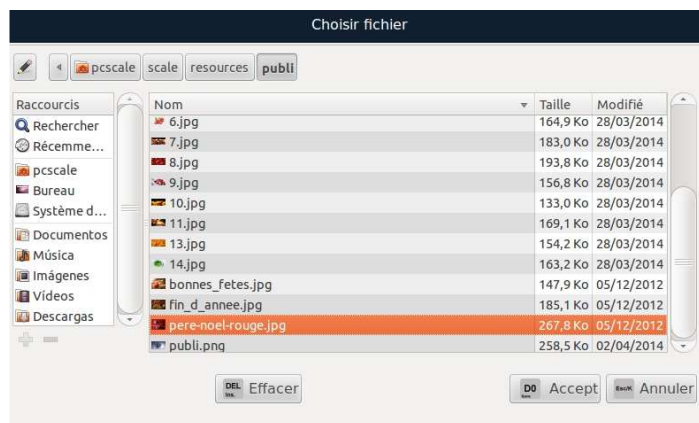 Choisir fichier
pcscale scale resources publi
Raccourcis
Rechercher
Récemme...
pcscale
Bureau
Système d...
Documentos
Música
Imágenes
Vídeos
Descargas
Nom Taille Modifié
6.jpg 164,9 Ko 28/03/2014
7.jpg 183,0 Ko 28/03/2014
8.jpg 193,8 Ko 28/03/2014
9.jpg 156,8 Ko 28/03/2014
10.jpg 133,0 Ko 28/03/2014
11.jpg 169,1 Ko 28/03/2014
13.jpg 154,2 Ko 28/03/2014
14.jpg 163,2 Ko 28/03/2014
bonnes_fetes.jpg 147,9 Ko 05/12/2012
fin_d_annee.jpg 185,1 Ko 05/12/2012
pere-noel-rouge.jpg 267,8 Ko 05/12/2012
publi.png 258,5 Ko 02/04/2014
DEL Ins. Effacer
D0 Accept
Esc/K Annuler